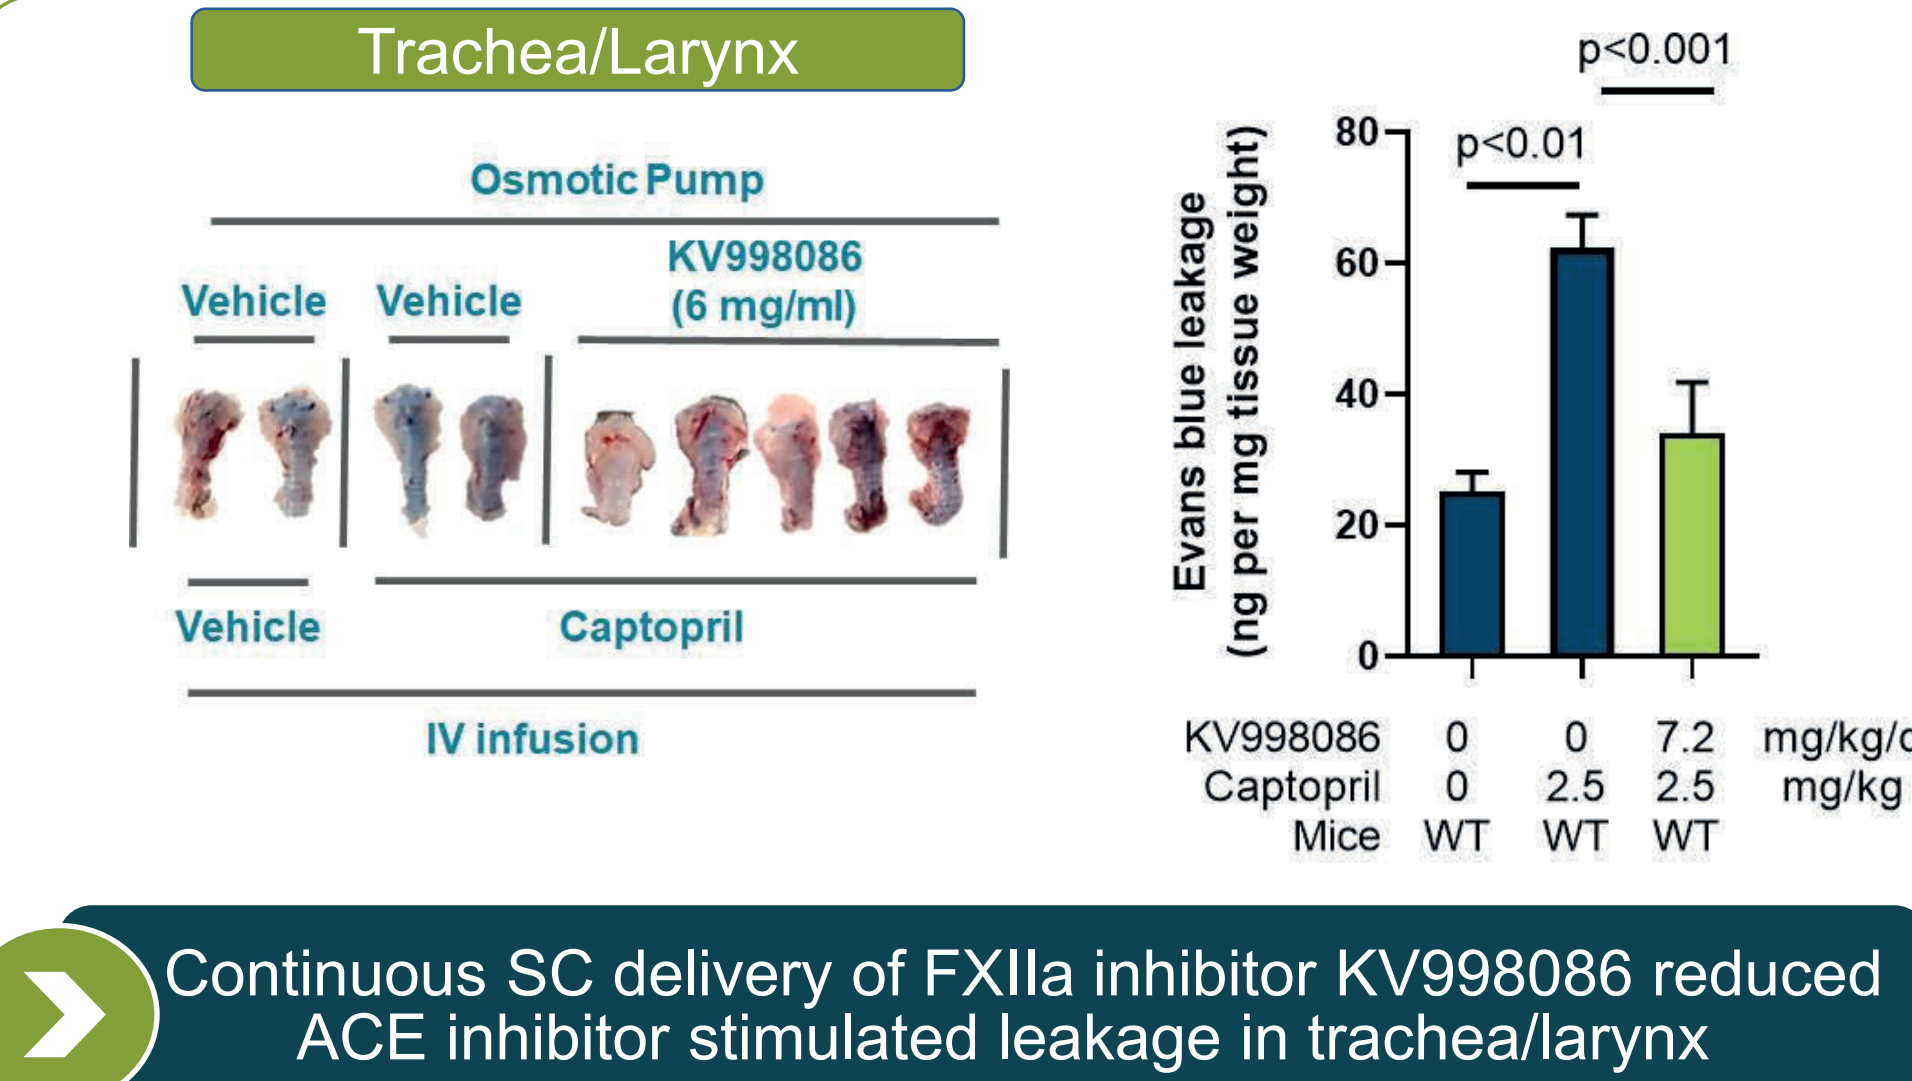 Trachea/Larynx
Osmotic Pump
KV998086
(6 mg/ml)
Vehicle
Vehicle
Vehicle
Captopril
IV infusion
p<0.001
p<0.01
Evans blue leakage
(ng per mg tissue weight)
80
60
40
20
0
KV998086 0 0 7.2
Captopril 0 2.5 2.5 mg/kg
Mice WT WT WT
Continuous SC delivery of FXIIa inhibitor KV998086 reduced
ACE inhibitor stimulated leakage in trachea/larynx